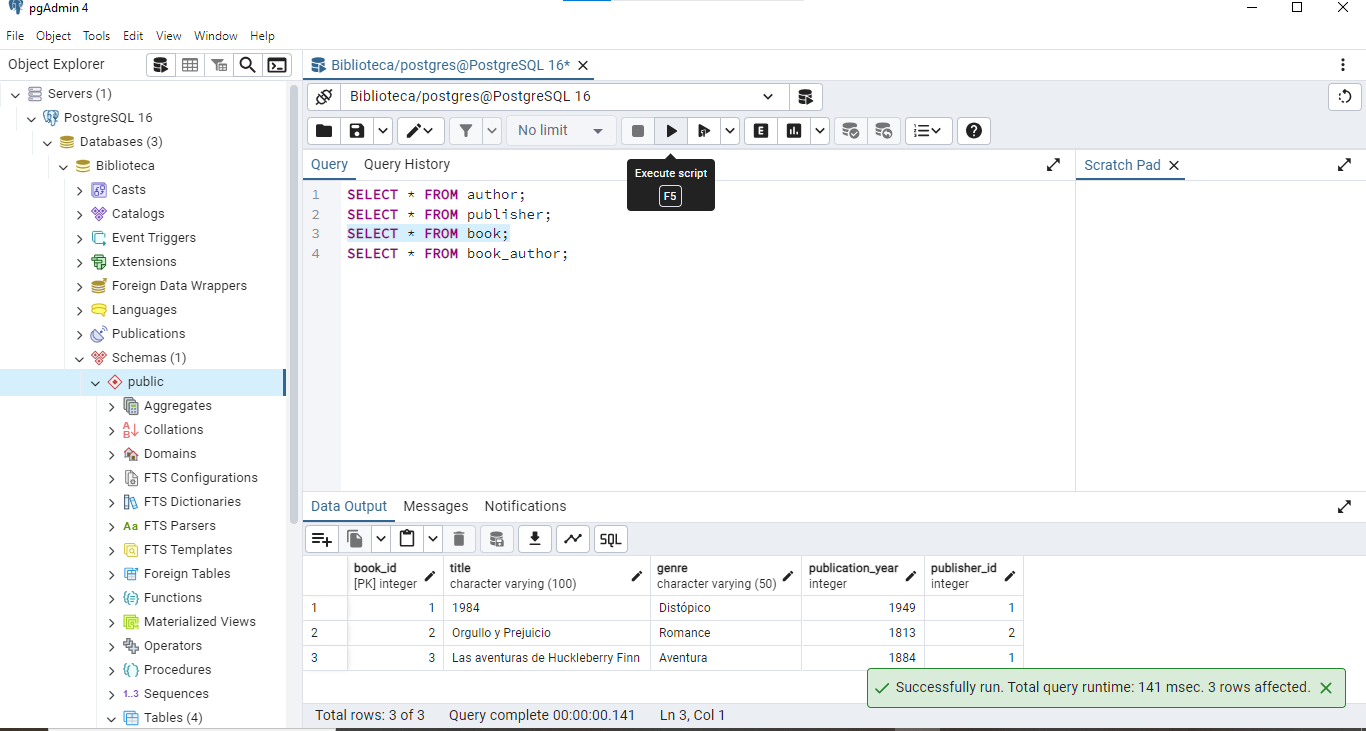 pgAdmin 4
File Object Tools Edit View Window Help
Object Explorer
Servers (1)
PostgreSQL 16
Databases (3)
Biblioteca
Casts
Catalogs
Event Triggers
Extensions
Foreign Data Wrappers
Languages
Publications
Schemas (1)
public
Aggregates
Collations
Domains
FTS Configurations
FTS Dictionaries
Aa FTS Parsers
FTS Templates
Foreign Tables
Functions
Materialized Views
Operators
Procedures
1..3 Sequences
Tables (4)
Biblioteca/postgres@PostgreSQL 16*
Biblioteca/postgres@PostgreSQL 16
No limit
E
Execute script
F5
Query Query History
Scratch Pad
1 SELECT * FROM author;
2 SELECT * FROM publisher;
3 SELECT * FROM book;
4 SELECT * FROM book_author;
Data Output Messages Notifications
SQL
book_id title genre publication_year publisher_id
[PK] integer character varying (100) character varying (50) integer integer
1 1 1984 Distópico 1949 1
2 2 Orgullo y Prejuicio Romance 1813 2
3 3 Las aventuras de Huckleberry Finn Aventura 1884 1
Successfully run. Total query runtime: 141 msec. 3 rows affected.
Total rows: 3 of 3 Query complete 00:00:00.141 Ln 3, Col 1